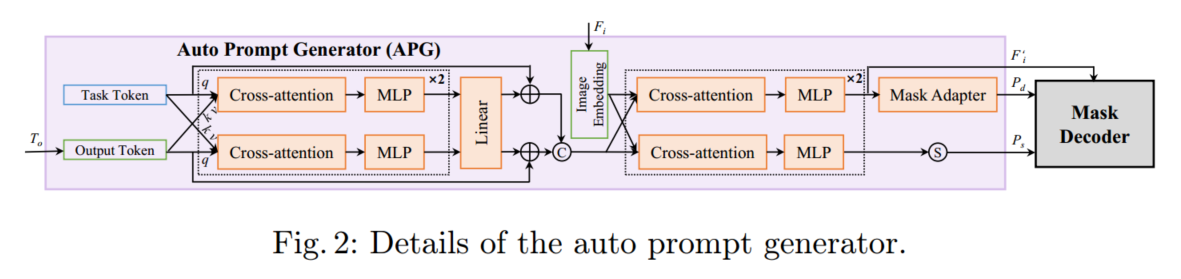 F_i
Auto Prompt Generator (APG)
F'_i
Task Token
q
Cross-attention
MLP
×2
Linear
Image Embedding
Cross-attention
MLP
×2
Mask Adapter
P_d
k
v
k
v
T_o
Output Token
q
Cross-attention
MLP
C
Cross-attention
MLP
S
P_s
Mask
Decoder
Fig. 2: Details of the auto prompt generator.